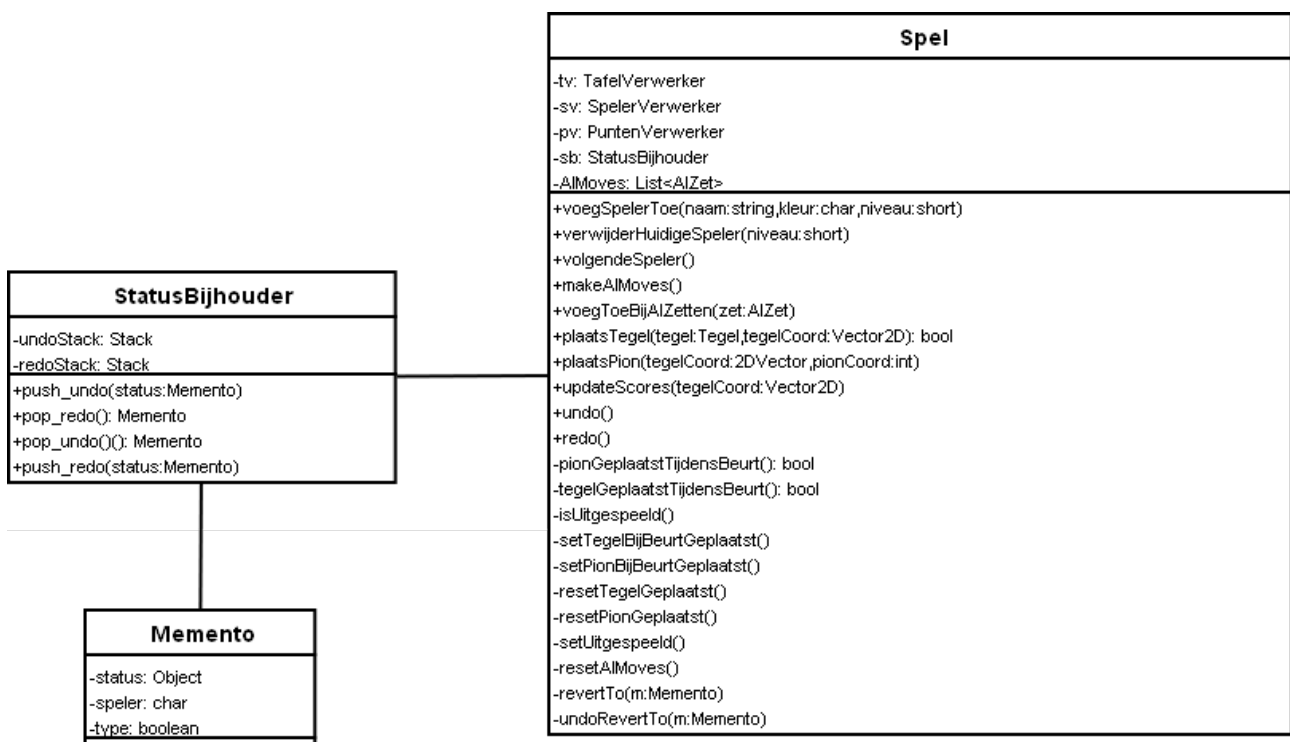 Spel
-tv: TafelVerwerker
-sv: SpelerVerwerker
-pv: PuntenVerwerker
-sb: StatusBijhouder
-AIMoves: List<AIZet>
+voegSpelerToe(naam:string,kleur:char,niveau:short)
+verwijderHuidigeSpeler(niveau:short)
+volgendeSpeler()
+makeAIMoves()
+voegToeBijAIZetten(zet:AIZet)
+plaatsTegel(tegel:Tegel,tegelCoord:Vector2D): bool
+plaatsPion(tegelCoord:2DVector,pionCoord:int)
+updateScores(tegelCoord:Vector2D)
+undo()
+redo()
-pionGeplaatstTijdensBeurt(): bool
-tegelGeplaatstTijdensBeurt(): bool
-isUitgespeeld()
-setTegelBijBeurtGeplaatst()
-setPionBijBeurtGeplaatst()
-resetTegelGeplaatst()
-resetPionGeplaatst()
-setUitgespeeld()
-resetAIMoves()
-revertTo(m:Memento)
-undoRevertTo(m:Memento)
StatusBijhouder
-undoStack: Stack
-redoStack: Stack
+push_undo(status:Memento)
+pop_redo(): Memento
+pop_undo()(): Memento
+push_redo(status:Memento)
Memento
-status: Object
-speler: char
-type: boolean